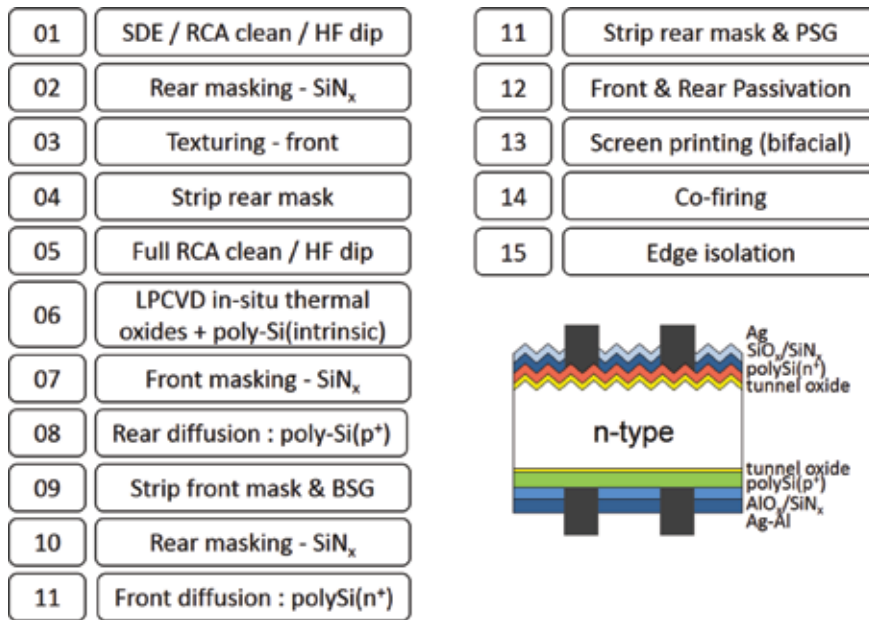 01 SDE / RCA clean / HF dip
02 Rear masking - SiNₓ
03 Texturing - front
04 Strip rear mask
05 Full RCA clean / HF dip
06 LPCVD in-situ thermal
oxides + poly-Si(intrinsic)
07 Front masking - SiNₓ
08 Rear diffusion : poly-Si(p⁺)
09 Strip front mask & BSG
10 Rear masking - SiNₓ
11 Front diffusion : polySi(n⁺)
11 Strip rear mask & PSG
12 Front & Rear Passivation
13 Screen printing (bifacial)
14 Co-firing
15 Edge isolation
Ag
SiOₓ/SiNₓ
polySi(n⁺)
tunnel oxide
n-type
tunnel oxide
polySi(p⁺)
AlOₓ/SiNₓ
Ag-Al